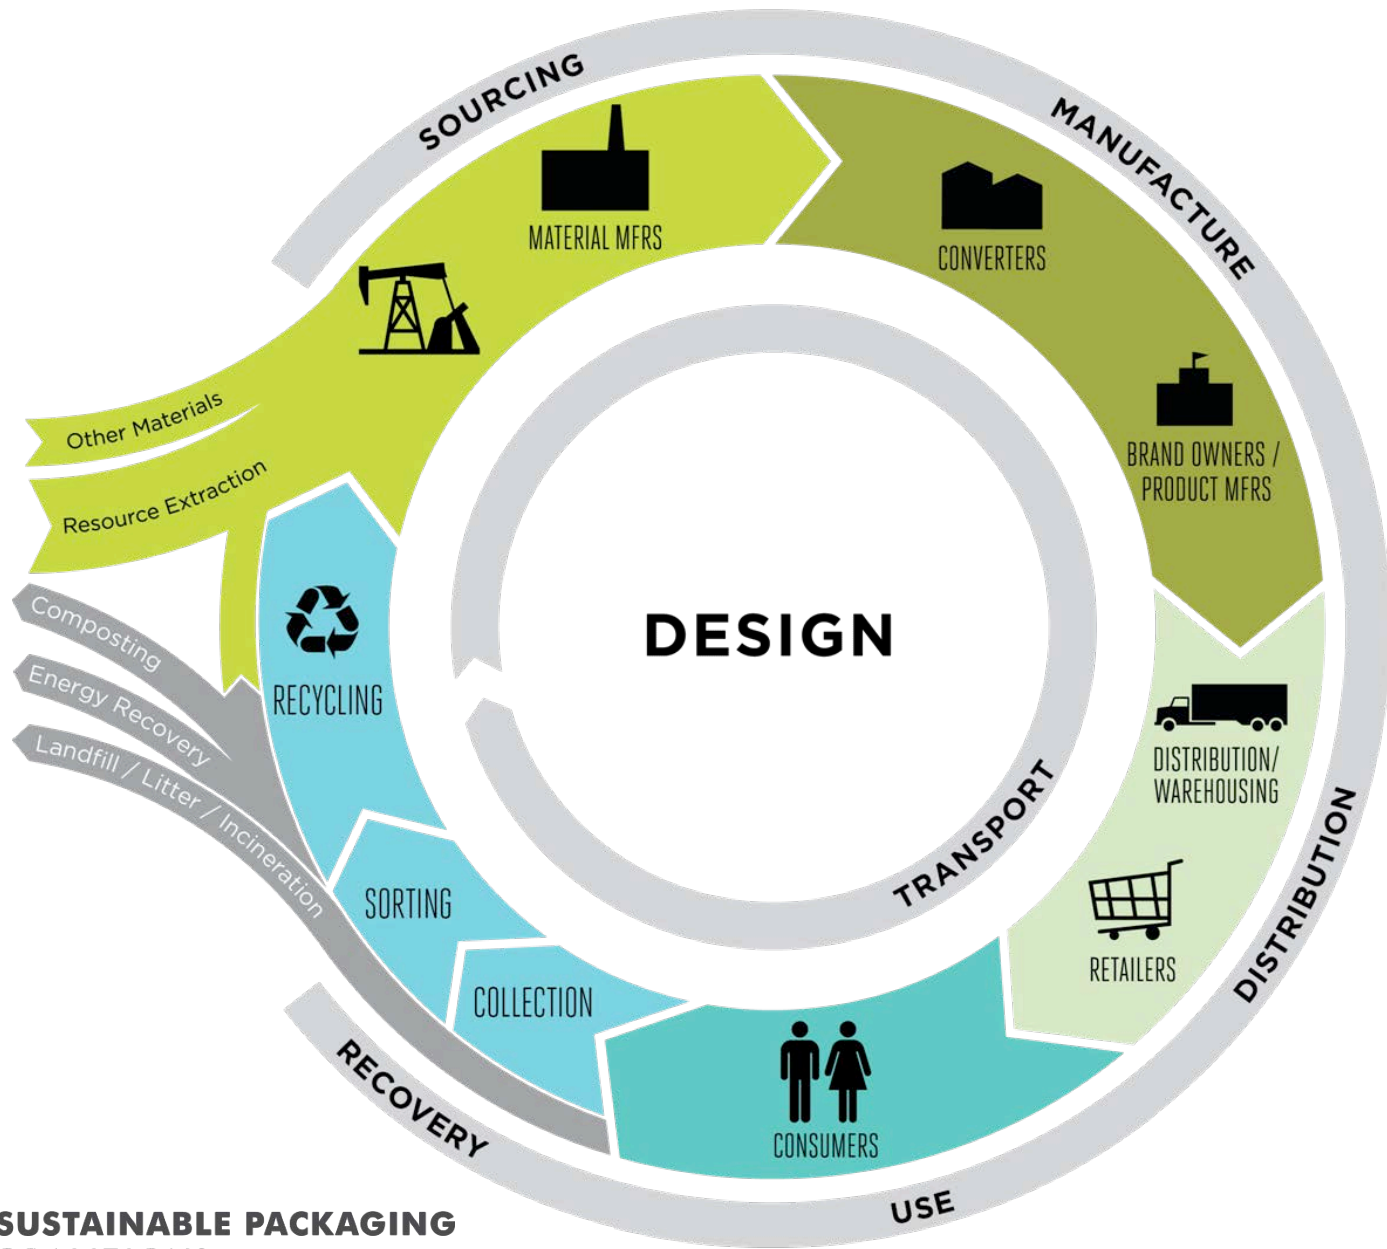 SOURCING
MANUFACTURE
MATERIAL MFRS
CONVERTERS
BRAND OWNERS /
PRODUCT MFRS
Other Materials
Resource Extraction
Composting
Energy Recovery
Landfill / Litter / Incineration
RECYCLING
DESIGN
TRANSPORT
DISTRIBUTION/
WAREHOUSING
RETAILERS
DISTRIBUTION
SORTING
COLLECTION
CONSUMERS
RECOVERY
USE
SUSTAINABLE PACKAGING